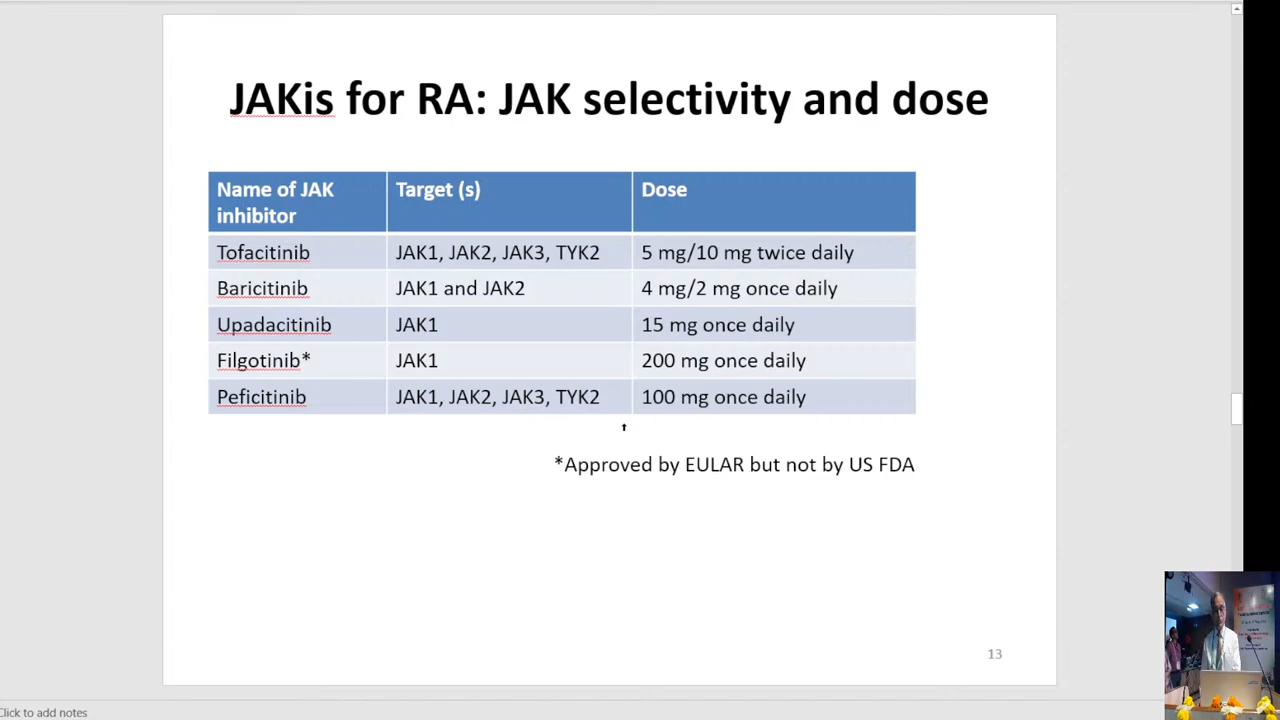 JAKis for RA: JAK selectivity and dose
Name of JAK
inhibitor
Target (s)
Dose
Tofacitinib
JAK1, JAK2, JAK3, TYK2
5 mg/10 mg twice daily
Baricitinib
JAK1 and JAK2
4 mg/2 mg once daily
Upadacitinib
JAK1
15 mg once daily
Filgotinib*
JAK1
200 mg once daily
Peficitinib
JAK1, JAK2, JAK3, TYK2
100 mg once daily
*Approved by EULAR but not by US FDA
13
Click to add notes